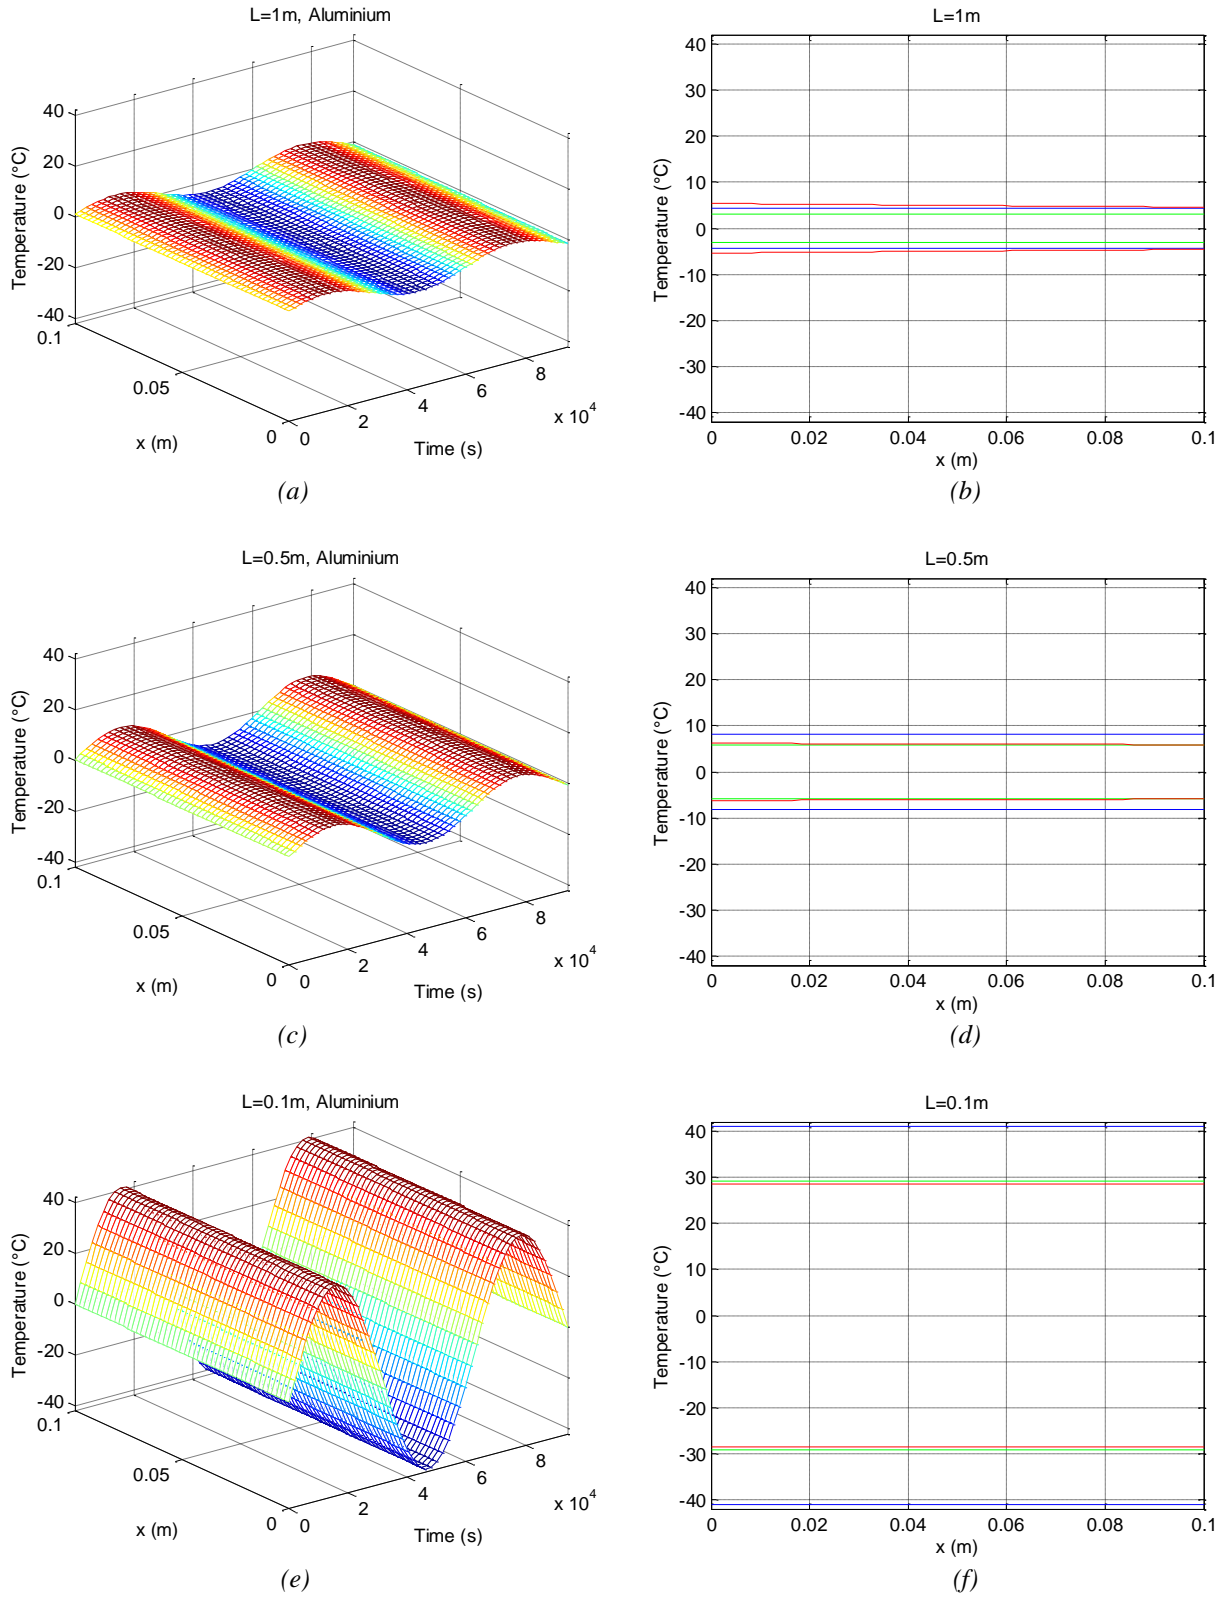 L=1m, Aluminium
40
20
0
-20
-40
Temperature (°C)
0.1
0.05
0
x (m)
0
2
4
6
8
x 10^4
Time (s)
(a)
L=1m
40
30
20
10
0
-10
-20
-30
-40
Temperature (°C)
0
0.02
0.04
0.06
0.08
0.1
x (m)
(b)
L=0.5m, Aluminium
40
20
0
-20
-40
Temperature (°C)
0.1
0.05
0
x (m)
0
2
4
6
8
x 10^4
Time (s)
(c)
L=0.5m
40
30
20
10
0
-10
-20
-30
-40
Temperature (°C)
0
0.02
0.04
0.06
0.08
0.1
x (m)
(d)
L=0.1m, Aluminium
40
20
0
-20
-40
Temperature (°C)
0.1
0.05
0
x (m)
0
2
4
6
8
x 10^4
Time (s)
(e)
L=0.1m
40
30
20
10
0
-10
-20
-30
-40
Temperature (°C)
0
0.02
0.04
0.06
0.08
0.1
x (m)
(f)